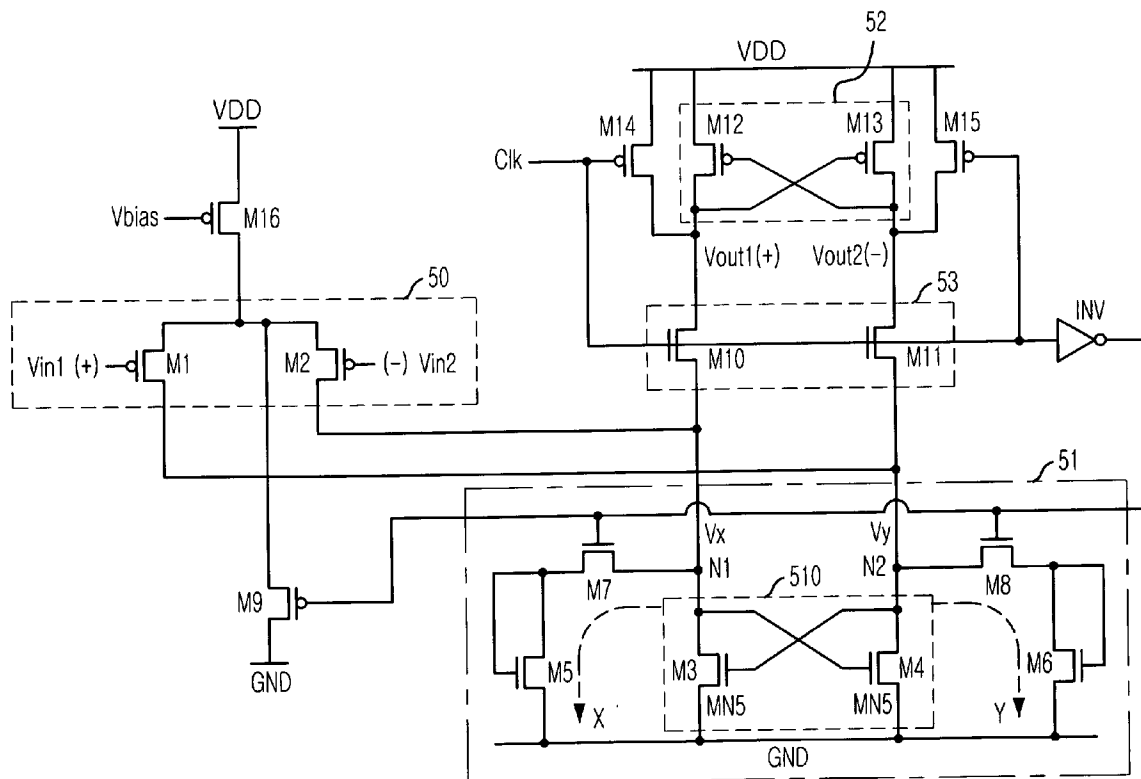 52
VDD
VDD
M14
M12
M13
M15
Clk
Vbias
M16
Vout1(+)
Vout2(-)
50
53
INV
Vin1 (+)
M1
M2
(-) Vin2
M10
M11
51
Vx
Vy
M7
N1
510
N2
M8
M9
M5
M3
M4
M6
MN5
MN5
X
Y
GND
GND